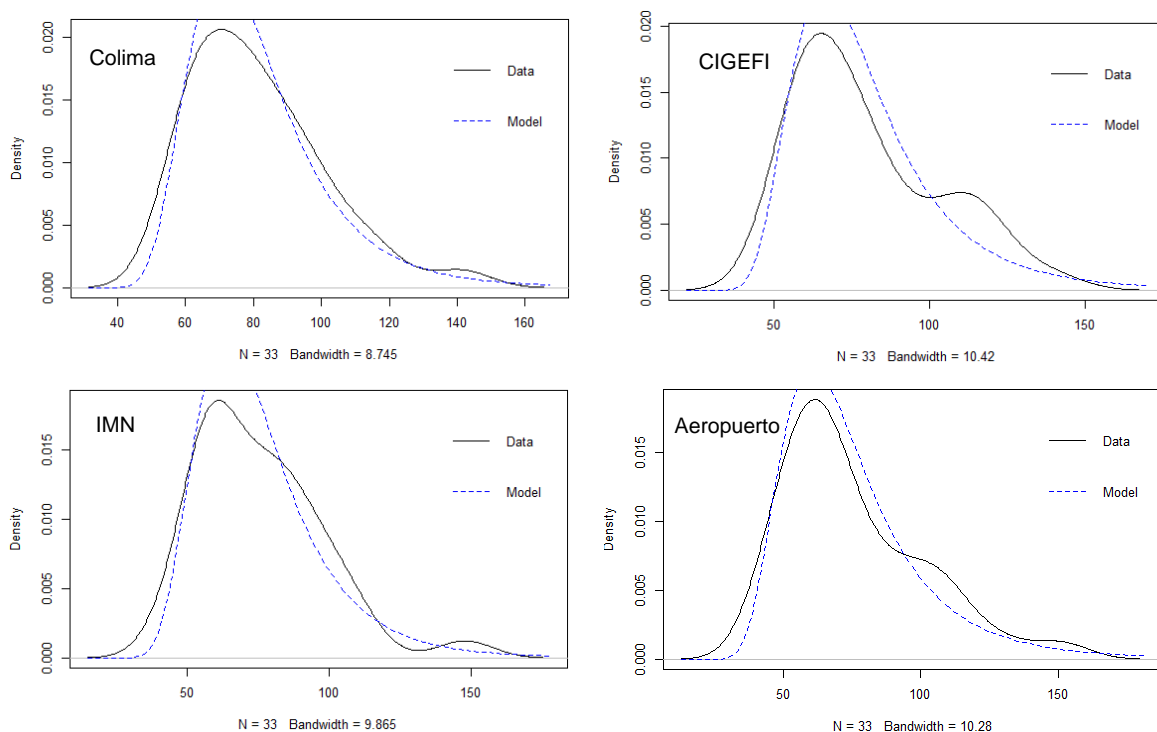 Colima
Data
Model
Density
0.000
0.005
0.010
0.015
0.020
40 60 80 100 120 140 160
N = 33 Bandwidth = 8.745
CIGEFI
Data
Model
Density
0.000
0.005
0.010
0.015
0.020
50 100 150
N = 33 Bandwidth = 10.42
IMN
Data
Model
Density
0.000
0.005
0.010
0.015
50 100 150
N = 33 Bandwidth = 9.865
Aeropuerto
Data
Model
Density
0.000
0.005
0.010
0.015
50 100 150
N = 33 Bandwidth = 10.28